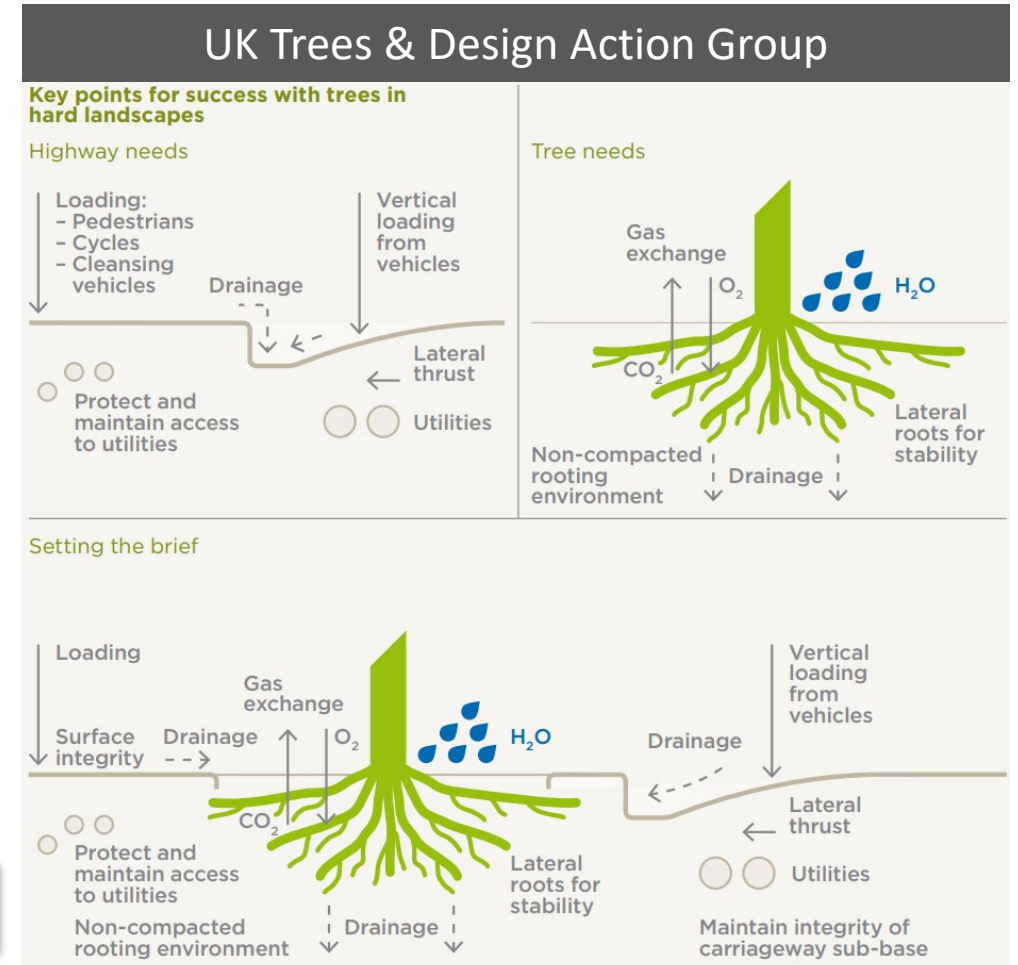 UK Trees & Design Action Group
Key points for success with trees in
hard landscapes
Highway needs
Loading:
– Pedestrians
– Cycles
– Cleansing
vehicles
Drainage
Vertical
loading
from
vehicles
Lateral
thrust
Protect and
maintain access
to utilities
Utilities
Tree needs
Gas
exchange
O₂
H₂O
CO₂
Lateral
roots for
stability
Non-compacted
rooting
environment
Drainage
Setting the brief
Loading
Gas
exchange
Surface
integrity
Drainage
O₂
H₂O
CO₂
Drainage
Vertical
loading
from
vehicles
Lateral
thrust
Protect and
maintain access
to utilities
Lateral
roots for
stability
Utilities
Non-compacted
rooting environment
Drainage
Maintain integrity of
carriageway sub-base